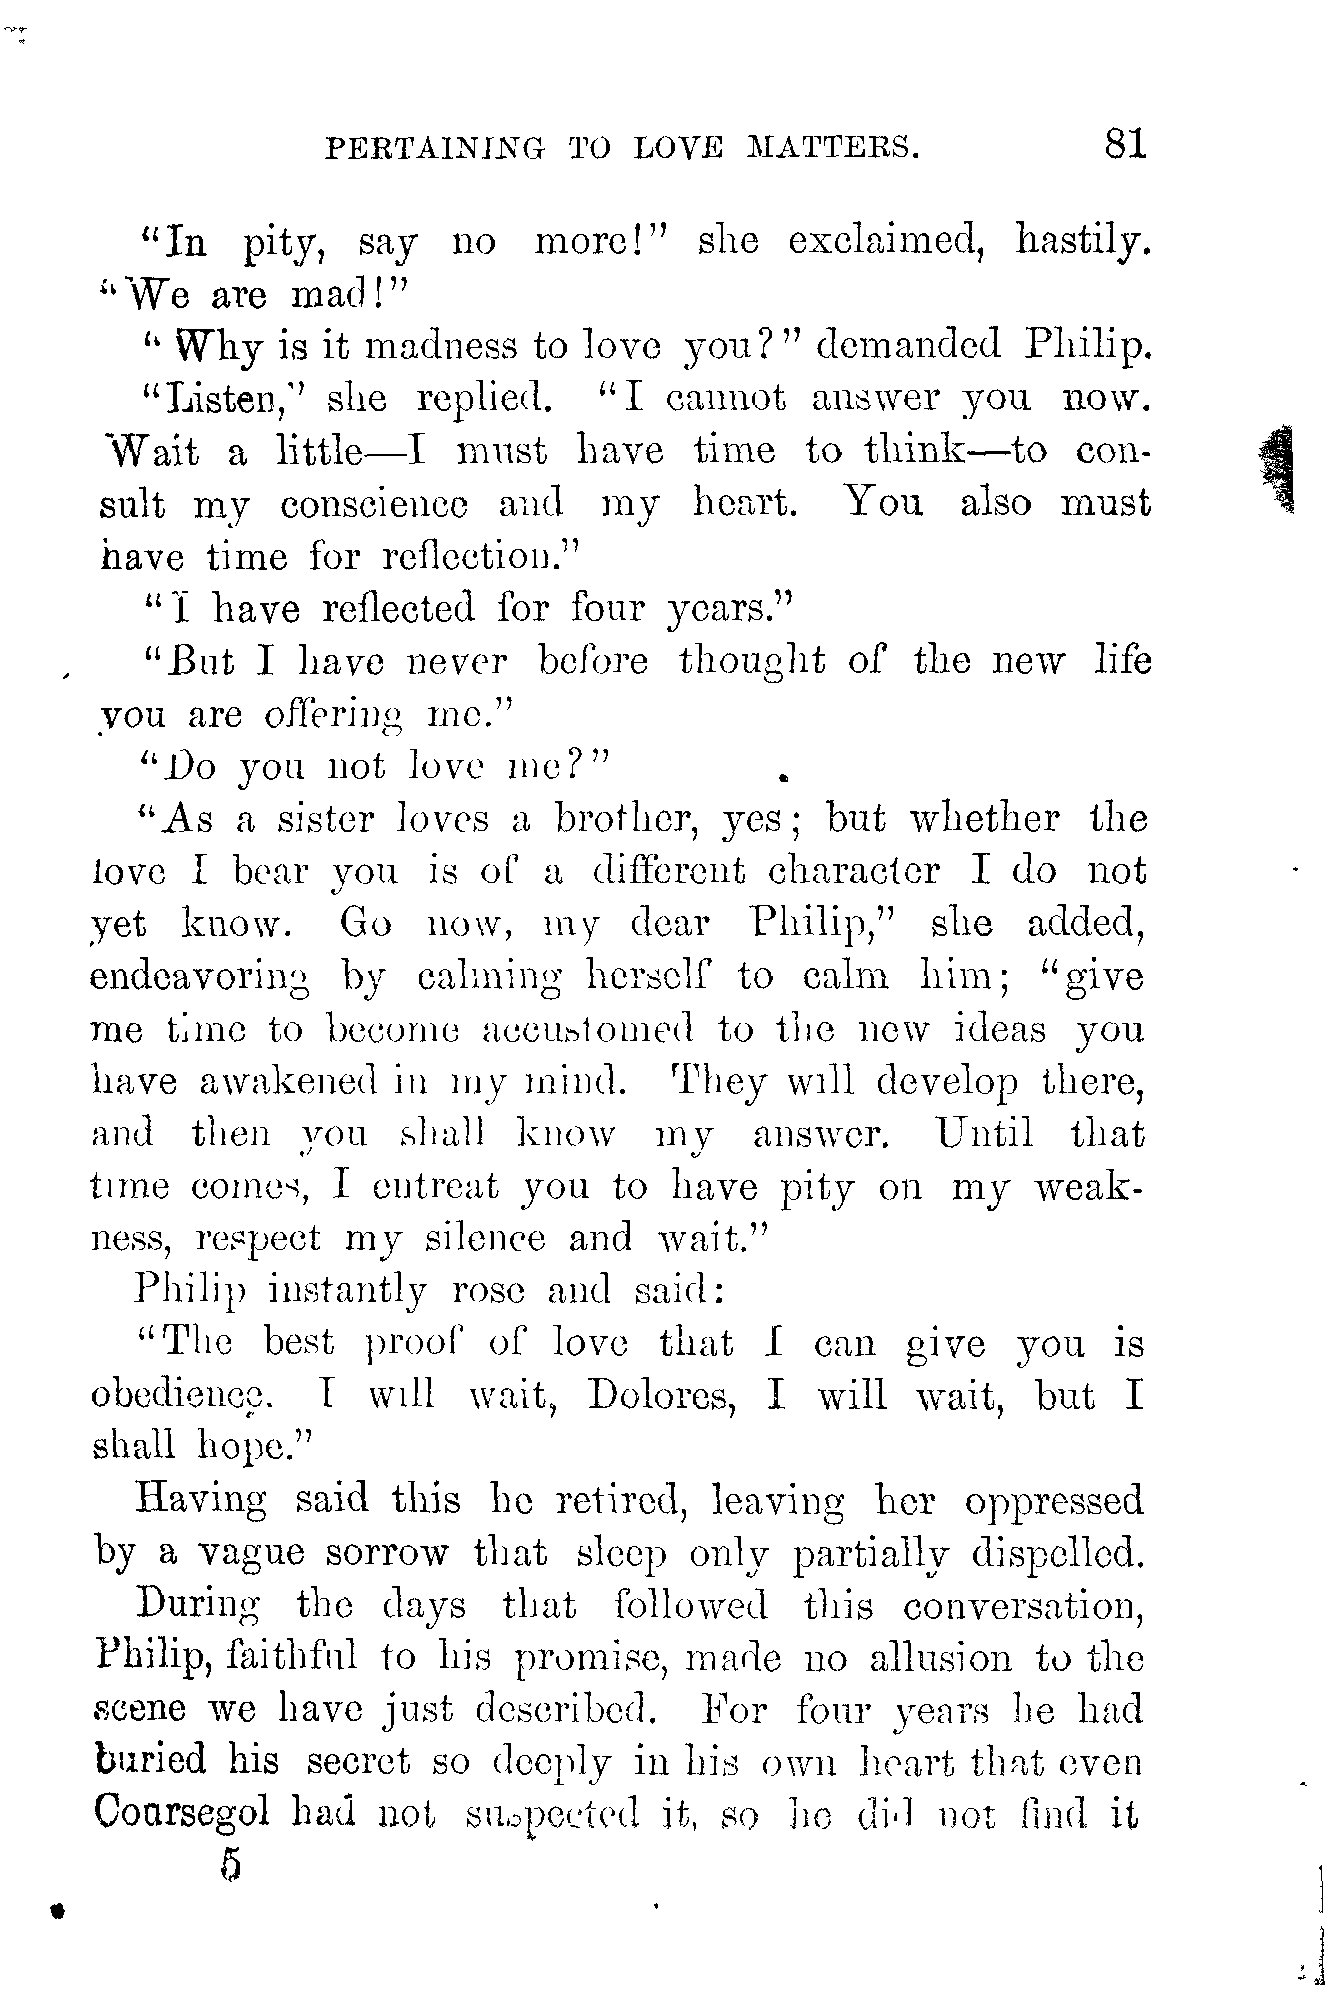 PERTAINING TO LOVE MATTERS. 81
"In pity, say no more!" she exclaimed, hastily.
"We are mad!"
"Why is it madness to love you?" demanded Philip.
"Listen," she replied. "I cannot answer you now.
Wait a little—I must have time to think—to con-
sult my conscience and my heart. You also must
have time for reflection."
"I have reflected for four years."
"But I have never before thought of the new life
you are offering me."
"Do you not love me?"
"As a sister loves a brother, yes; but whether the
love I bear you is of a different character I do not
yet know. Go now, my dear Philip," she added,
endeavoring by calming herself to calm him; "give
me time to become accustomed to the new ideas you
have awakened in my mind. They will develop there,
and then you shall know my answer. Until that
time comes, I entreat you to have pity on my weak-
ness, respect my silence and wait."
Philip instantly rose and said:
"The best proof of love that I can give you is
obedience. I will wait, Dolores, I will wait, but I
shall hope."
Having said this he retired, leaving her oppressed
by a vague sorrow that sleep only partially dispelled.
During the days that followed this conversation,
Philip, faithful to his promise, made no allusion to the
scene we have just described. For four years he had
buried his secret so deeply in his own heart that even
Coursegol had not suspected it, so he did not find it
5